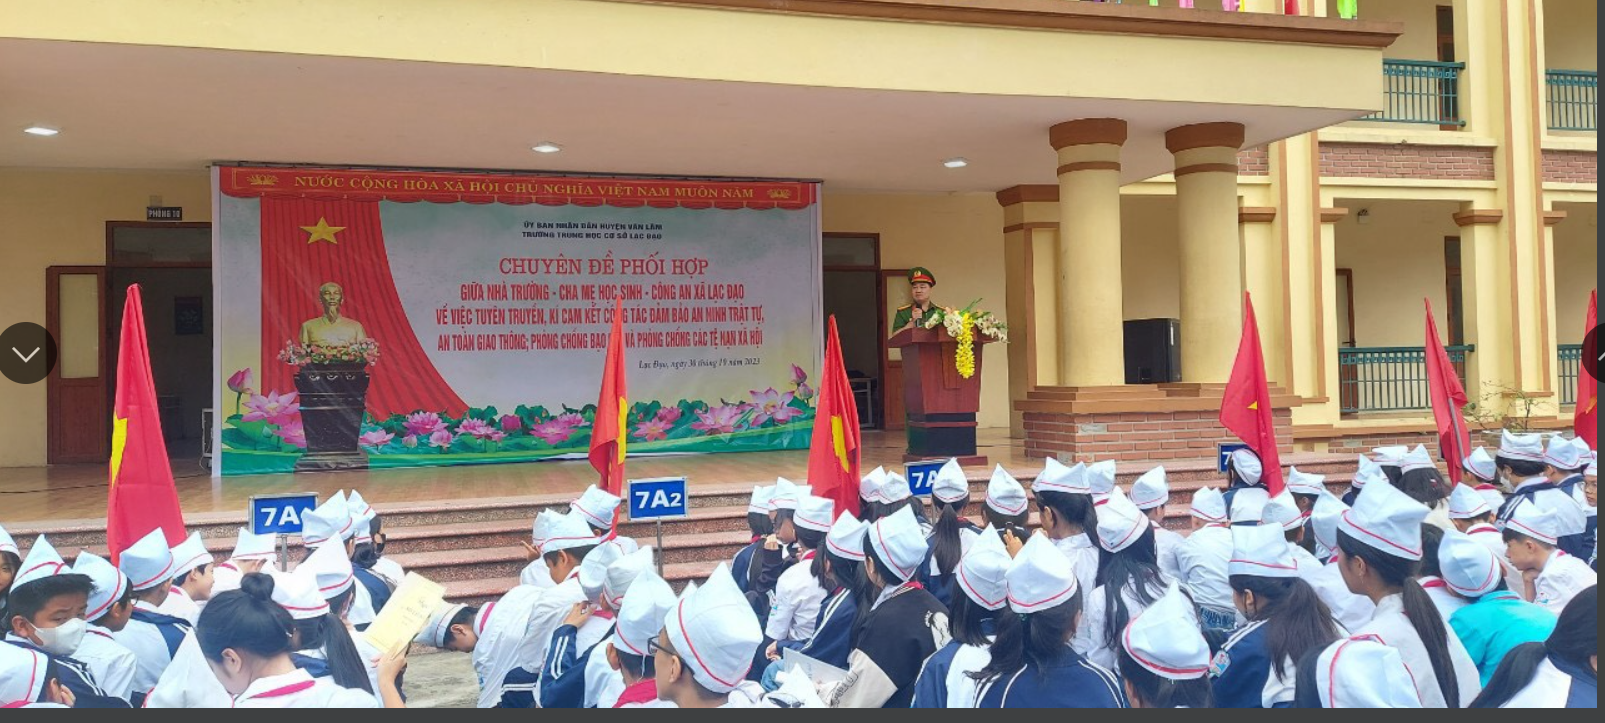 NƯỚC CỘNG HÒA XÃ HỘI CHỦ NGHĨA VIỆT NAM MUÔN NĂM
PHÒNG TƯ
ỦY BAN NHÂN DÂN HUYỆN VĂN LÂM
TRƯỜNG TRUNG HỌC CƠ SỞ LẠC ĐẠO
CHUYÊN ĐỀ PHỐI HỢP
GIỮA NHÀ TRƯỜNG - CHA MẸ HỌC SINH - CÔNG AN XÃ LẠC ĐẠO
VỀ VIỆC TUYÊN TRUYỀN, KÍ CAM KẾT CÔNG TÁC ĐẢM BẢO AN NINH TRẬT TỰ,
AN TOÀN GIAO THÔNG; PHÒNG CHỐNG BẠO VÀ PHÒNG CHỐNG CÁC TỆ NẠN XÃ HỘI
Lạc Đạo, ngày 30 tháng 10 năm 2023
7A
7A2
7A
7